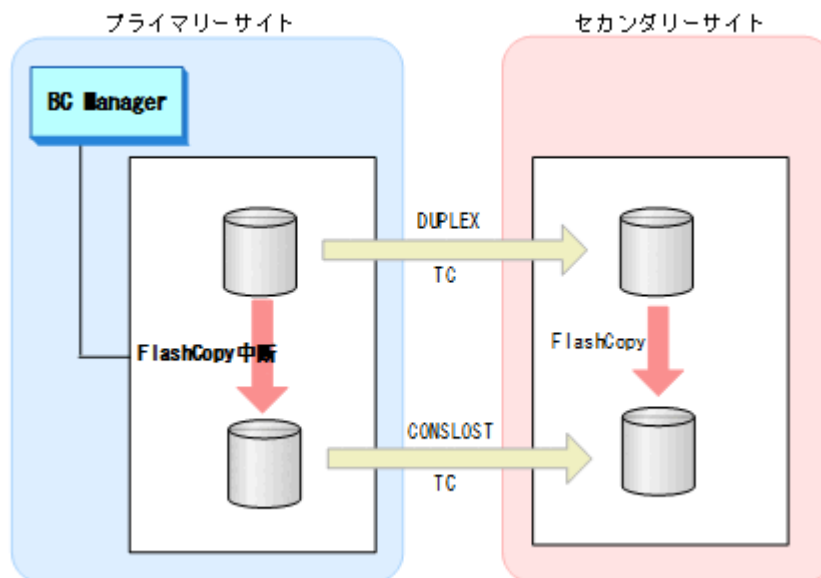 プライマリーサイト
セカンダリーサイト
BC Manager
DUPLEX
TC
FlashCopy中断
FlashCopy
CONSLOST
TC